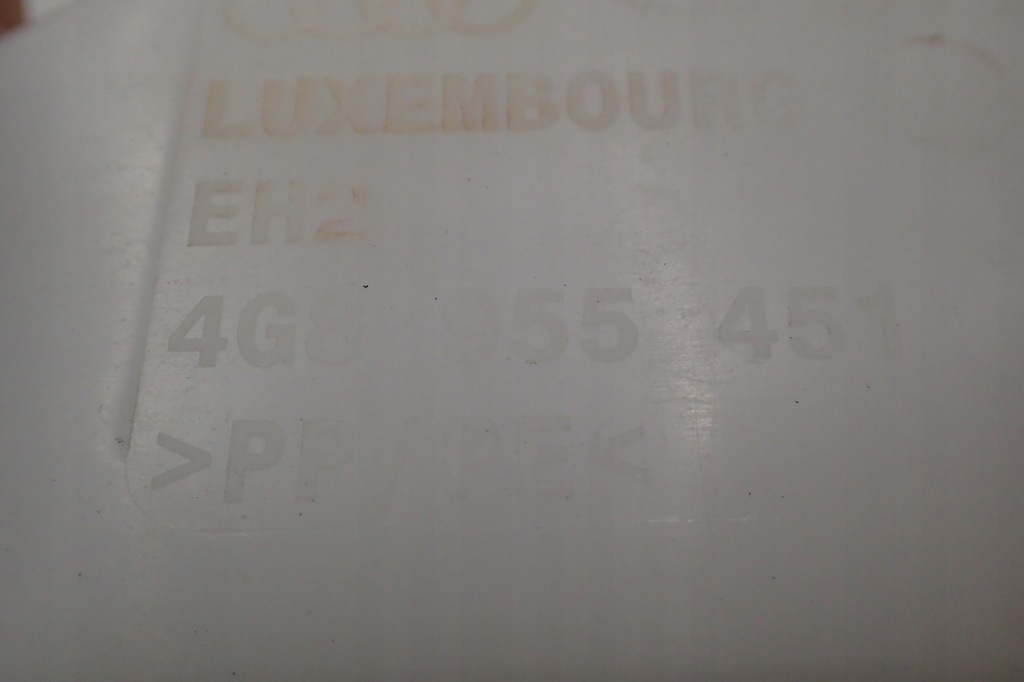 LUXEMBOURG
EH2
4G8 955 451
>PP/PE<